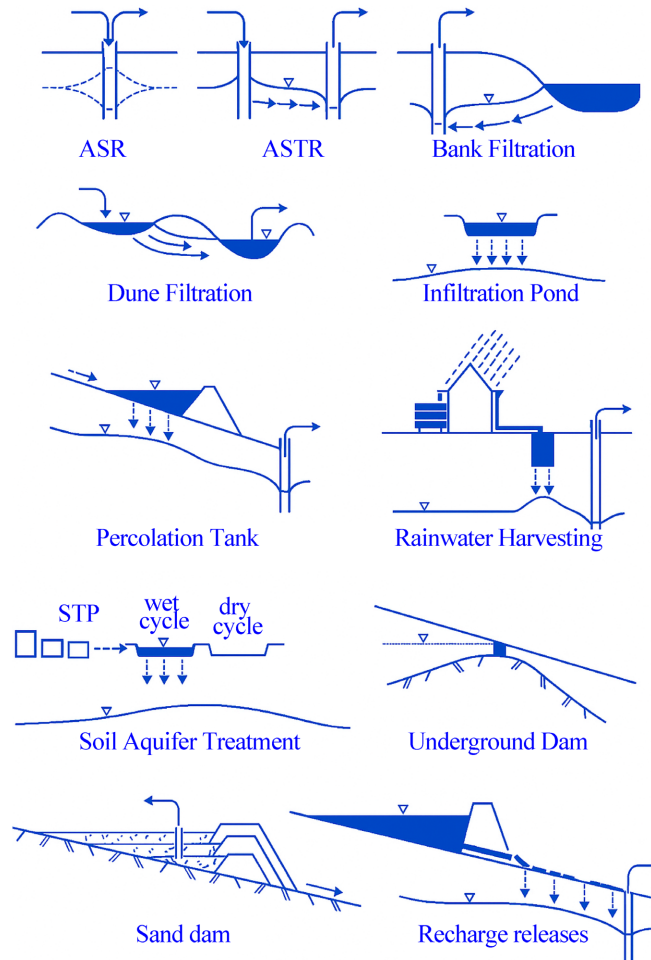 ASR
ASTR
Bank Filtration
Dune Filtration
Infiltration Pond
Percolation Tank
Rainwater Harvesting
STP
wet
cycle
dry
cycle
Soil Aquifer Treatment
Underground Dam
Sand dam
Recharge releases